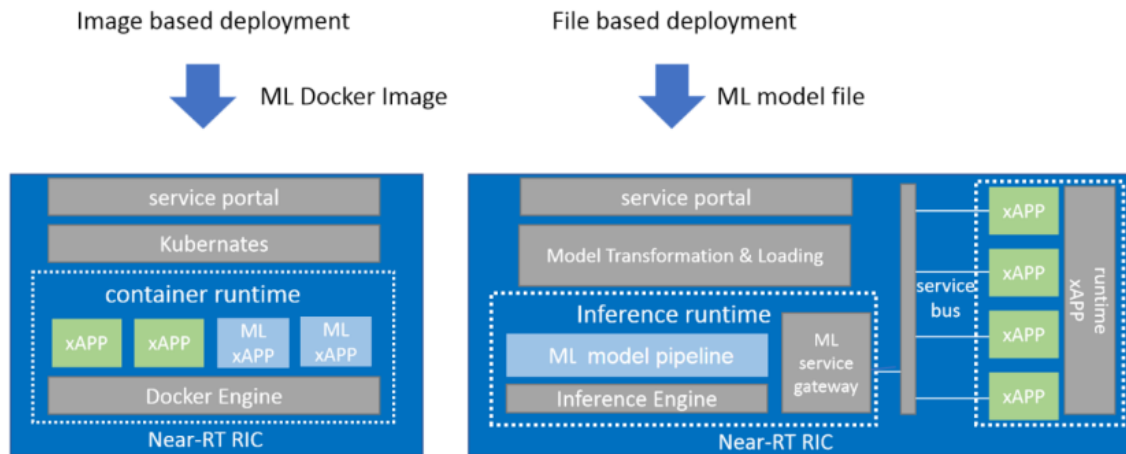 Image based deployment
ML Docker Image
service portal
Kubernates
container runtime
xAPP
xAPP
ML
xAPP
ML
xAPP
Docker Engine
Near-RT RIC
File based deployment
ML model file
service portal
Model Transformation & Loading
Inference runtime
ML model pipeline
Inference Engine
ML
service
gateway
service
bus
xAPP
xAPP
xAPP
xAPP
runtime
xAPP
Near-RT RIC